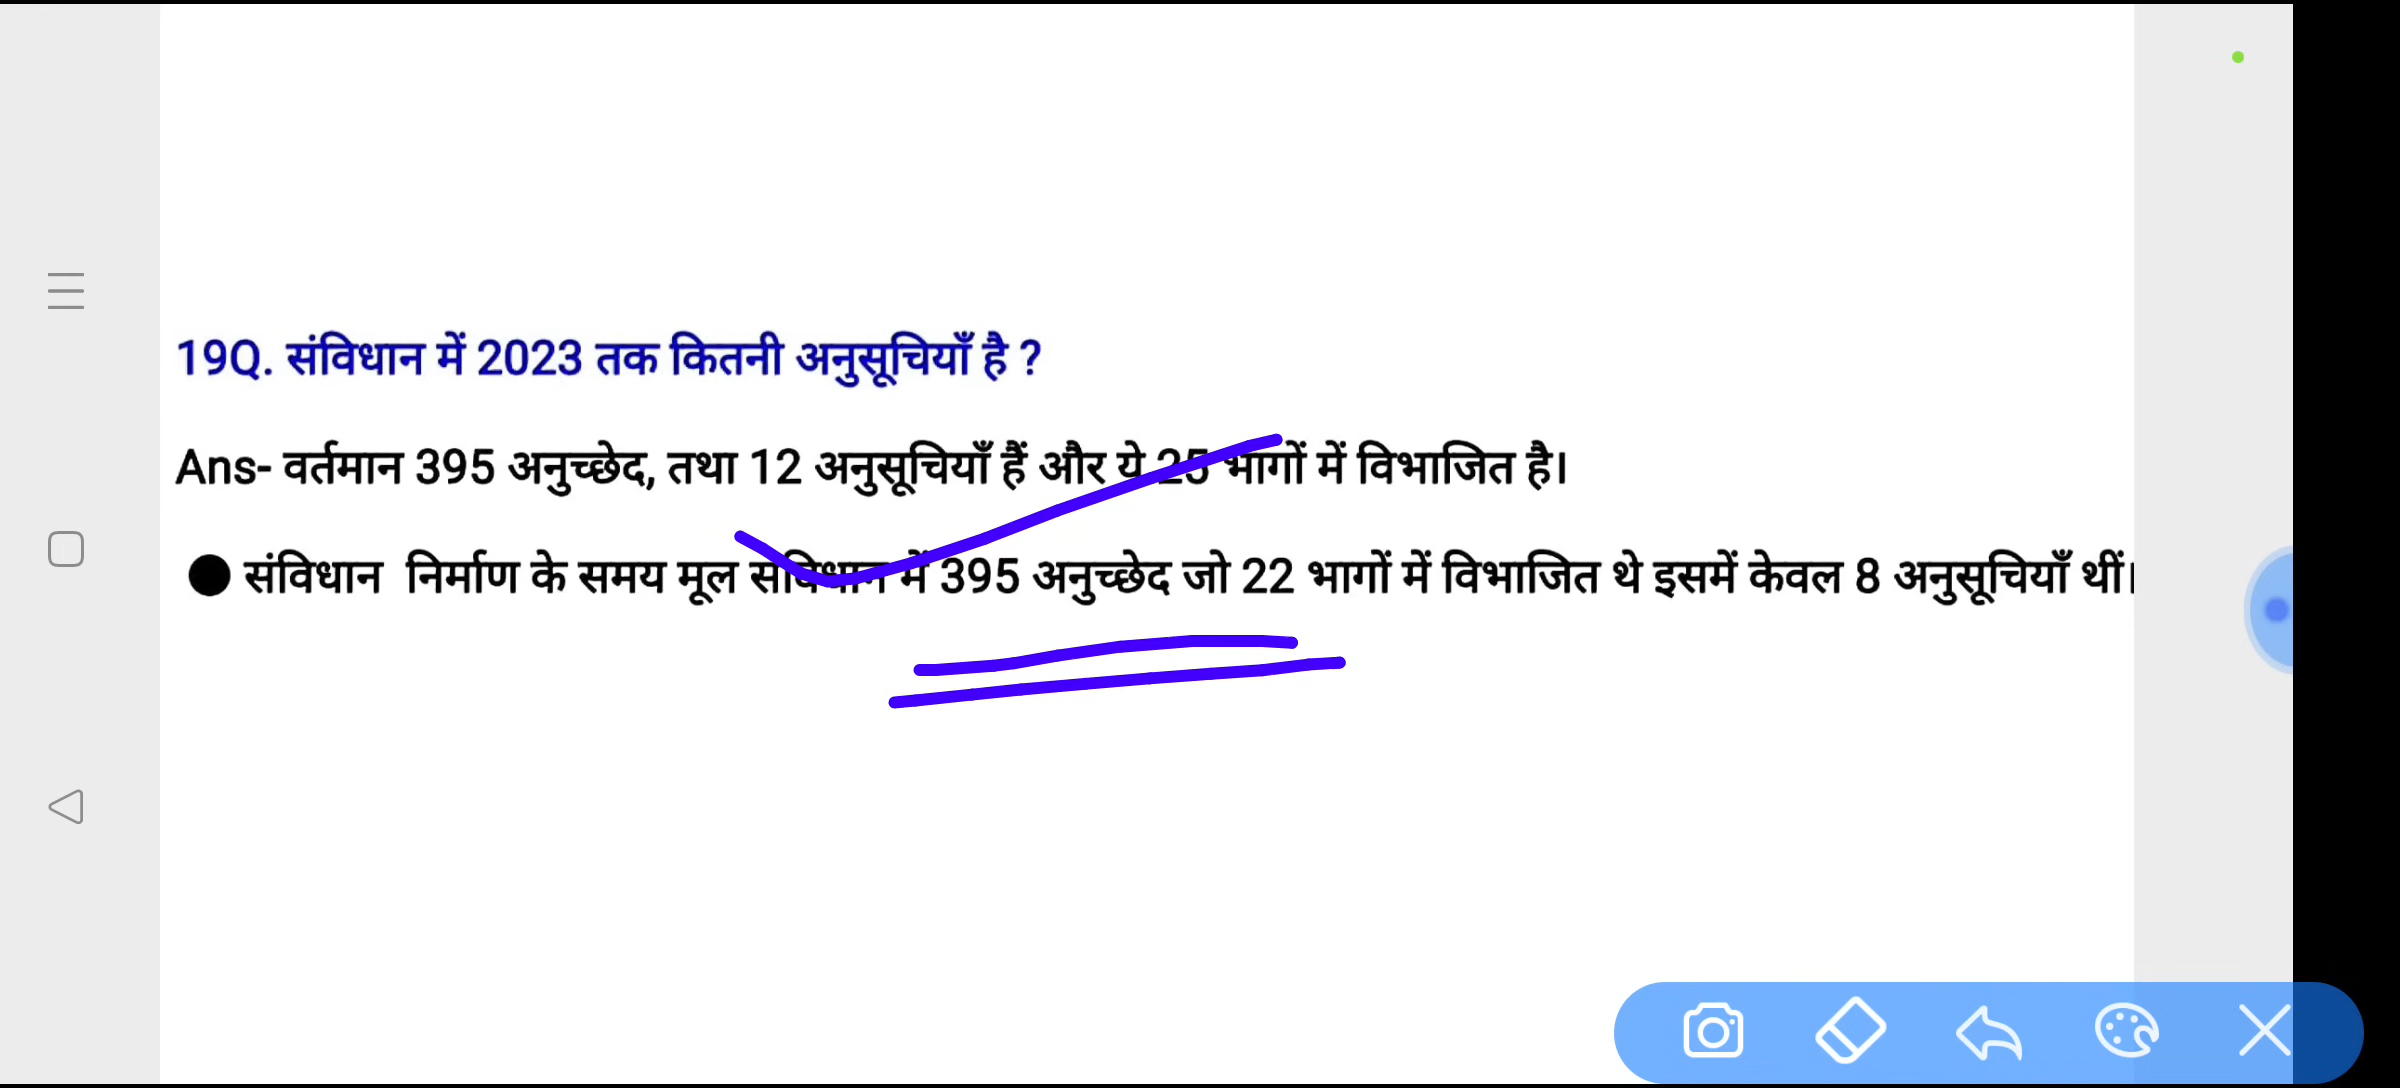 19Q. संविधान में 2023 तक कितनी अनुसूचियाँ है ?
Ans- वर्तमान 395 अनुच्छेद, तथा 12 अनुसूचियाँ हैं और ये 25 भागों में विभाजित है।
● संविधान निर्माण के समय मूल संविधान में 395 अनुच्छेद जो 22 भागों में विभाजित थे इसमें केवल 8 अनुसूचियाँ थीं।